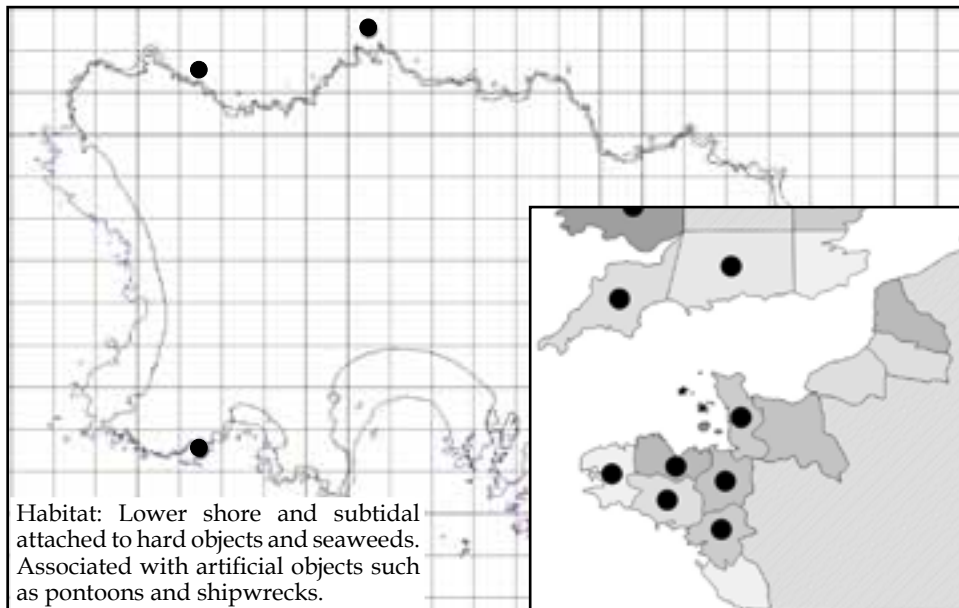 Habitat: Lower shore and subtidal
attached to hard objects and seaweeds.
Associated with artificial objects such
as pontoons and shipwrecks.